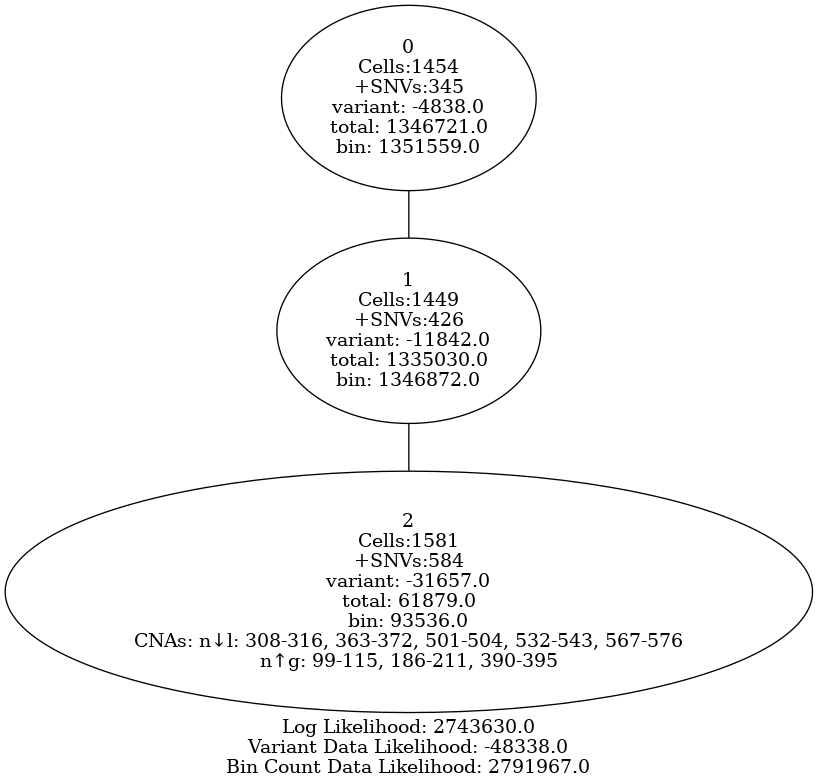 0
Cells:1454
+SNVs:345
variant: -4838.0
total: 1346721.0
bin: 1351559.0
1
Cells:1449
+SNVs:426
variant: -11842.0
total: 1335030.0
bin: 1346872.0
2
Cells:1581
+SNVs:584
variant: -31657.0
total: 61879.0
bin: 93536.0
CNAs: n↓l: 308-316, 363-372, 501-504, 532-543, 567-576
n↑g: 99-115, 186-211, 390-395
Log Likelihood: 2743630.0
Variant Data Likelihood: -48338.0
Bin Count Data Likelihood: 2791967.0